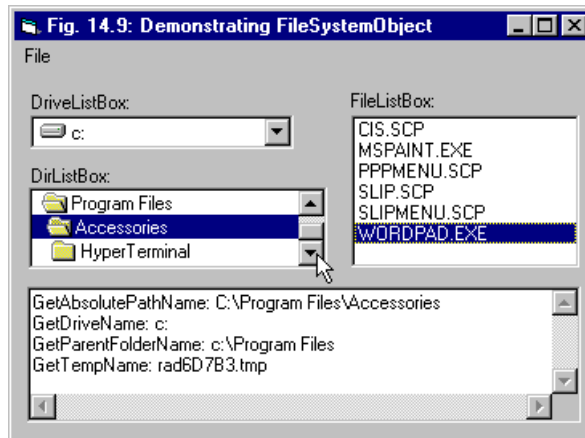 Fig. 14.9: Demonstrating FileSystemObject
File
DriveListBox:
c:
DirListBox:
Program Files
Accessories
HyperTerminal
FileListBox:
CIS.SCP
MSPAINT.EXE
PPPMENU.SCP
SLIP.SCP
SLIPMENU.SCP
WORDPAD.EXE
GetAbsolutePathName: C:\Program Files\Accessories
GetDriveName: c:
GetParentFolderName: c:\Program Files
GetTempName: rad6D7B3.tmp